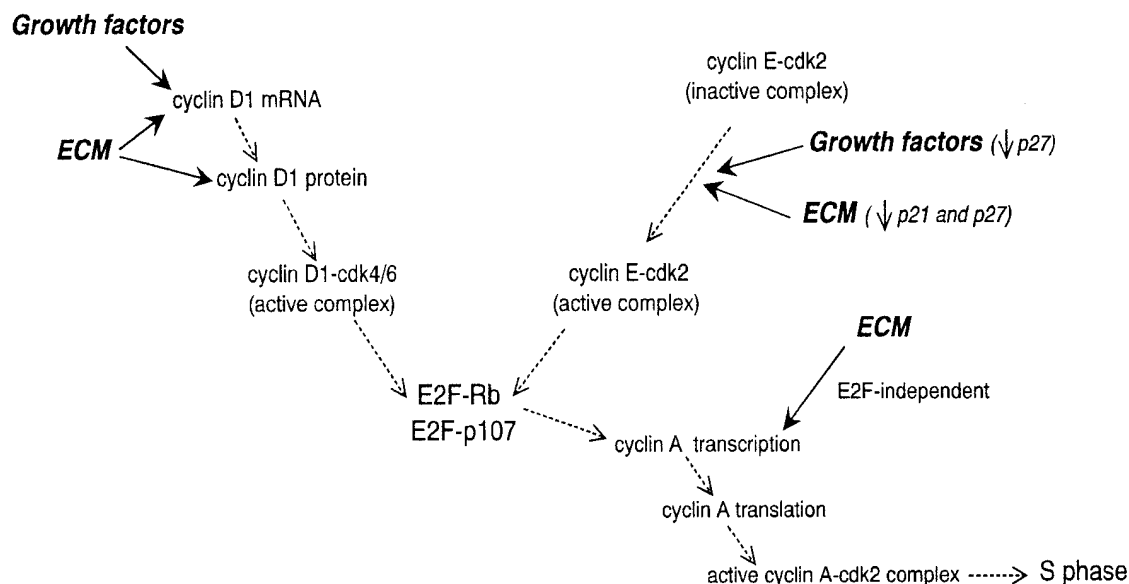 Growth factors
cyclin E-cdk2
(inactive complex)
cyclin D1 mRNA
Growth factors (↓ p27)
ECM
cyclin D1 protein
ECM (↓ p21 and p27)
cyclin D1-cdk4/6
(active complex)
cyclin E-cdk2
(active complex)
ECM
E2F-independent
E2F-Rb
E2F-p107
cyclin A transcription
cyclin A translation
active cyclin A-cdk2 complex
S phase